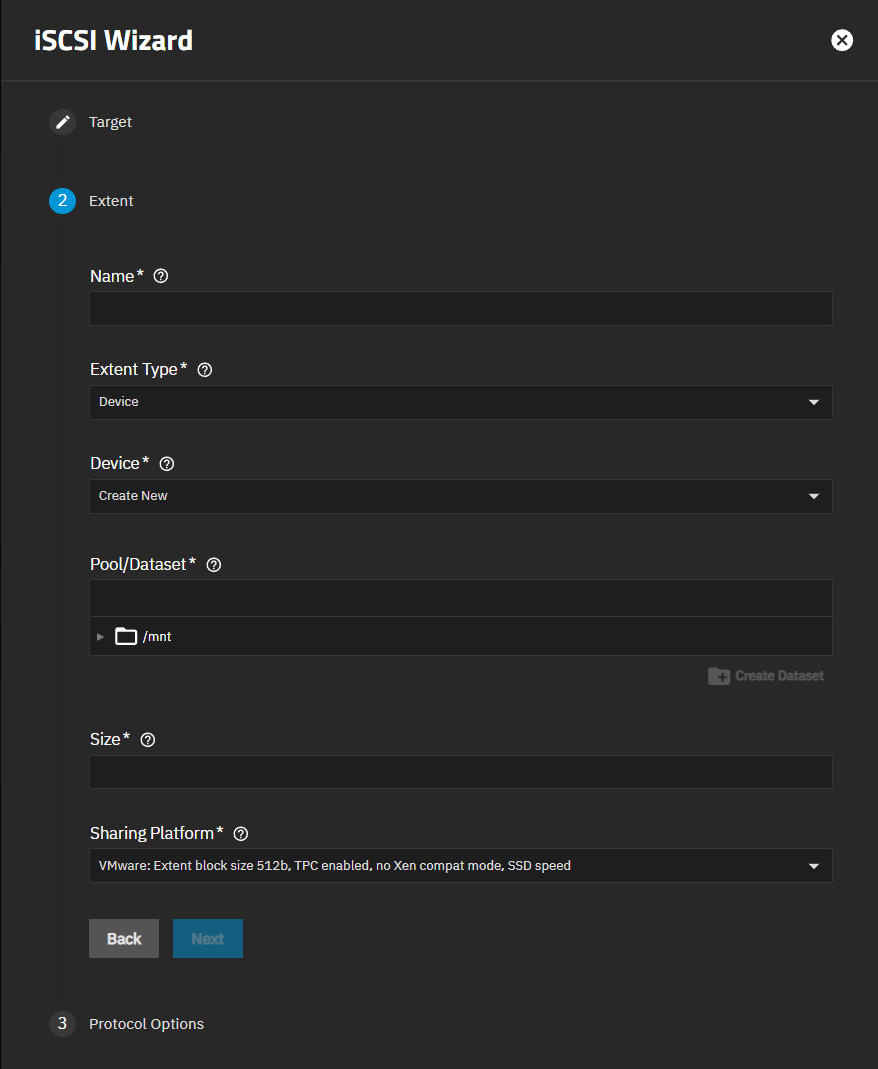 iSCSI Wizard
Target
2 Extent
Name*
Extent Type*
Device
Device*
Create New
Pool/Dataset*
/mnt
Create Dataset
Size*
Sharing Platform*
VMware: Extent block size 512b, TPC enabled, no Xen compat mode, SSD speed
Back Next
3 Protocol Options